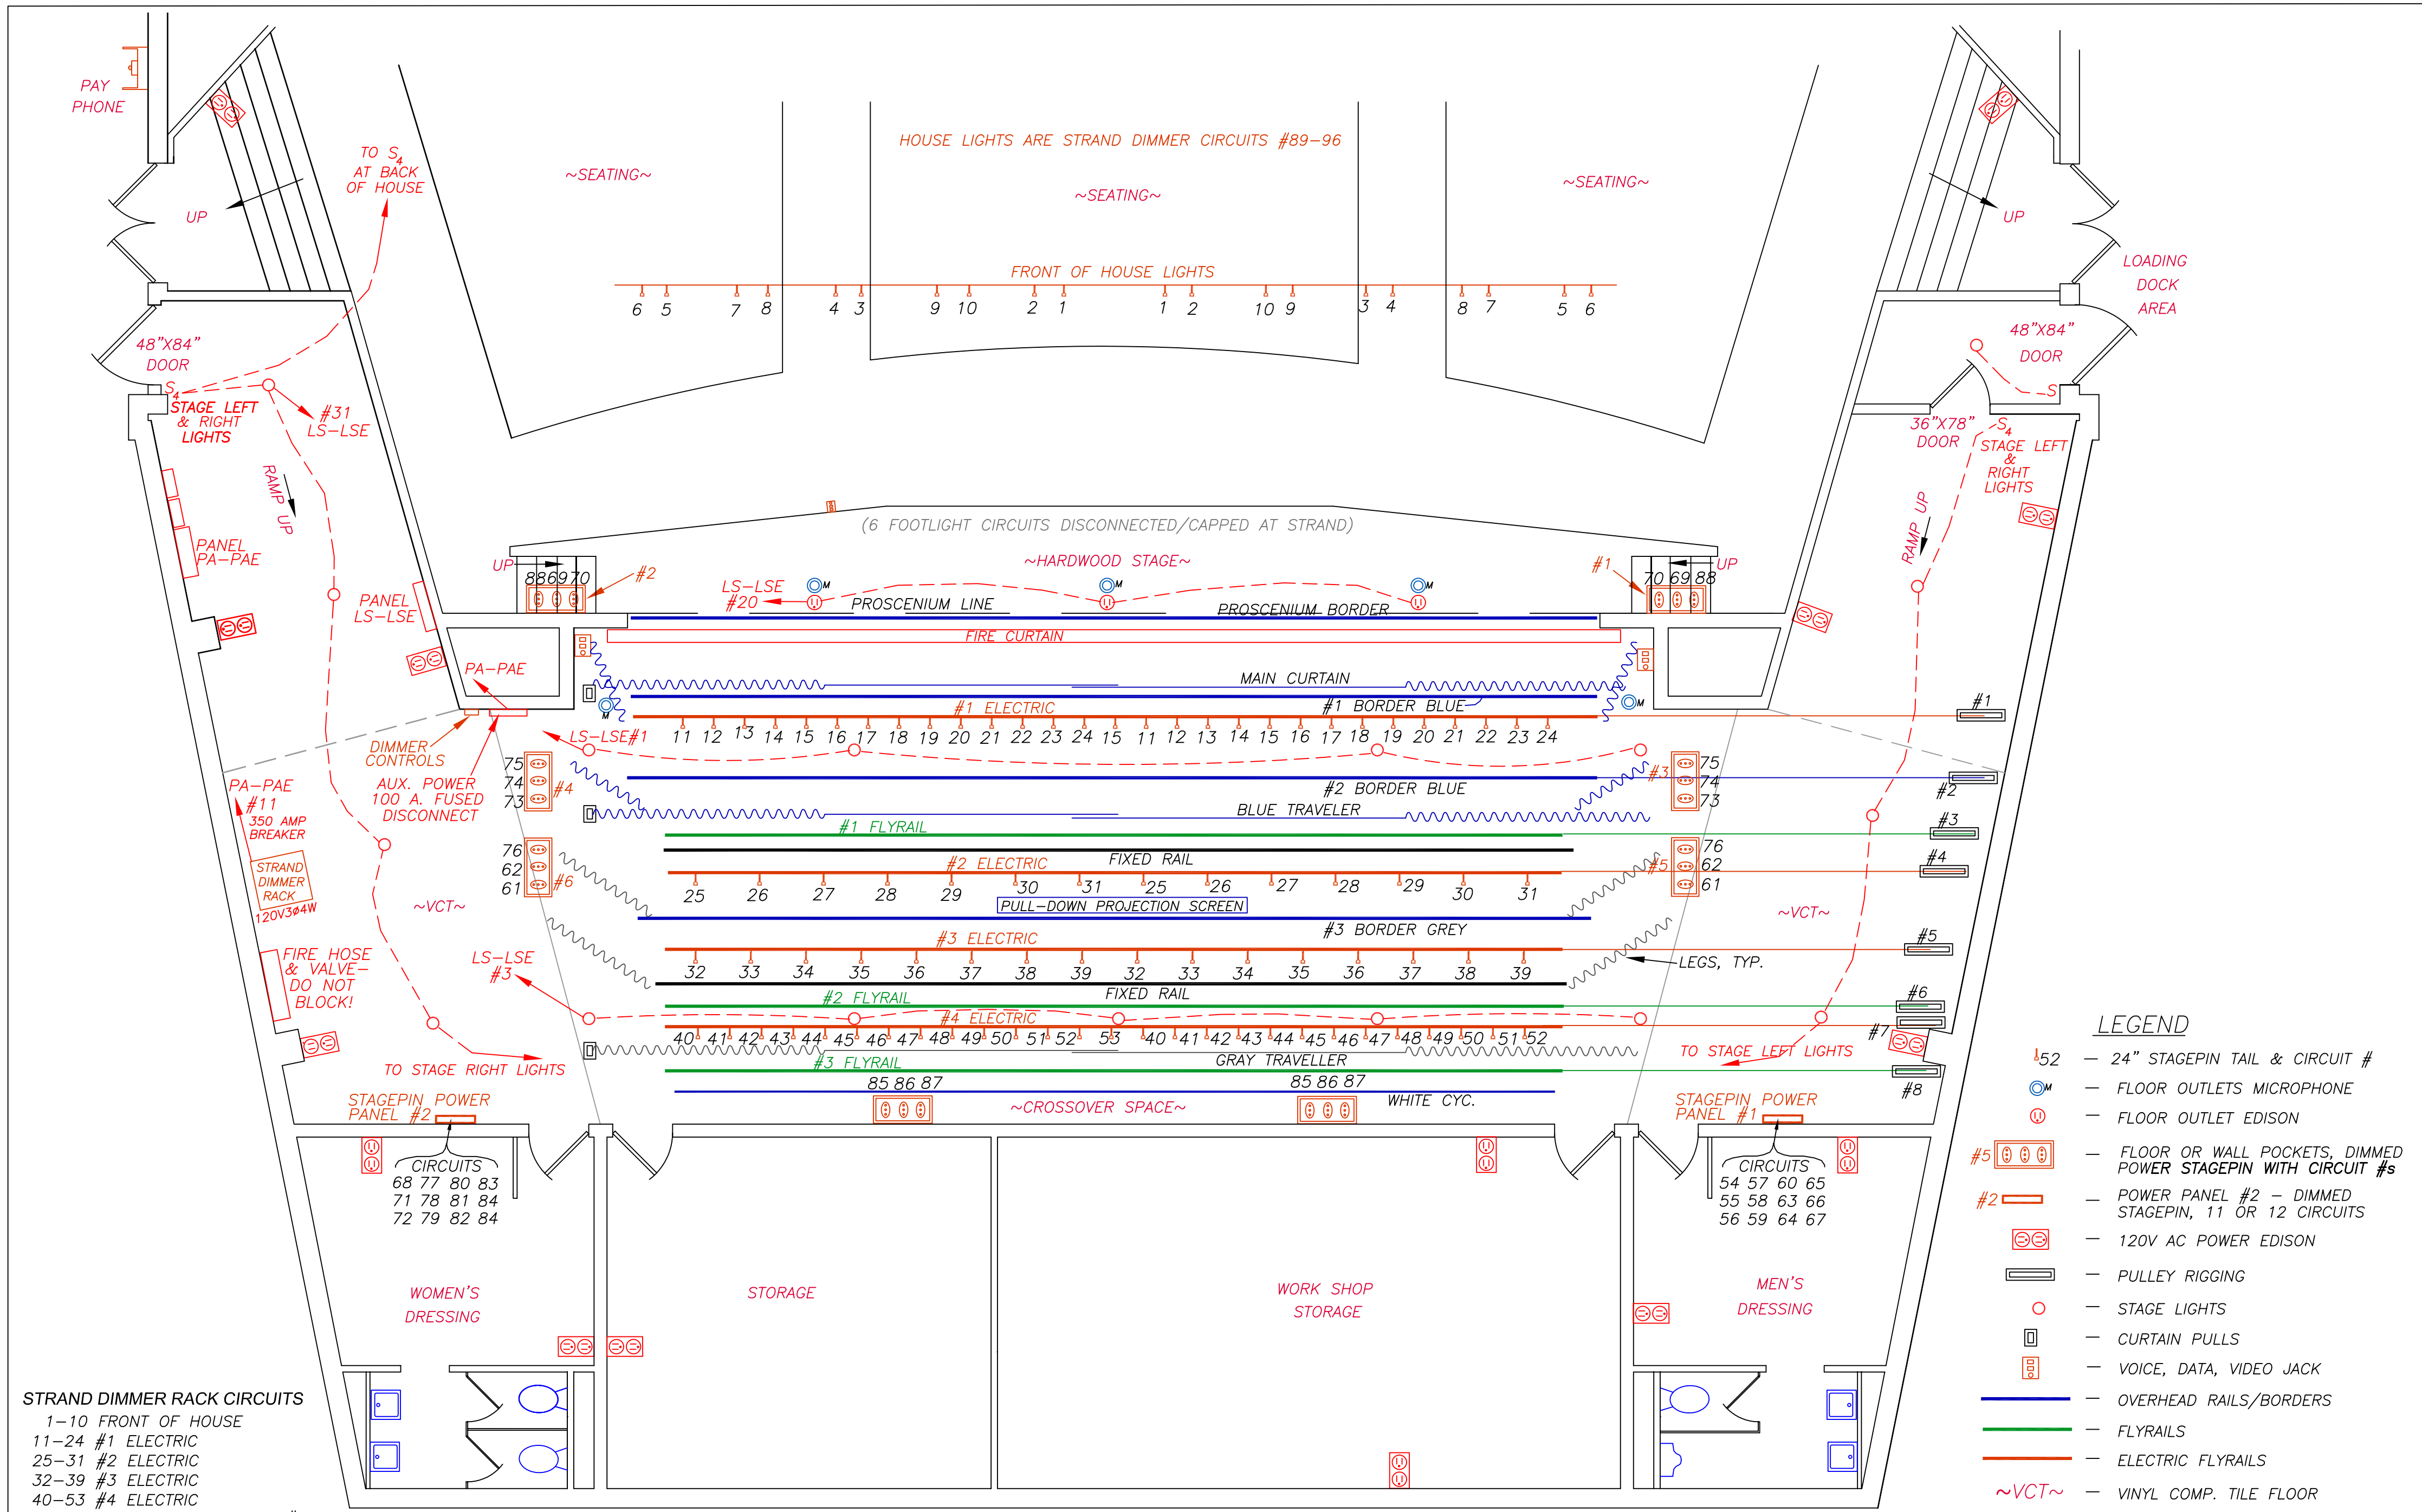 PAY
PHONE
TO S4
AT BACK
OF HOUSE
UP
48"X84"
DOOR
S4
STAGE LEFT
& RIGHT
LIGHTS
#31
LS-LSE
RAMP UP
PANEL
PA-PAE
PANEL
LS-LSE
~SEATING~
HOUSE LIGHTS ARE STRAND DIMMER CIRCUITS #89-96
~SEATING~
~SEATING~
FRONT OF HOUSE LIGHTS
6 5 7 8 4 3 9 10 2 1 1 2 10 9 3 4 8 7 5 6
UP
LOADING
DOCK
AREA
48"X84"
DOOR
S
36"X78"
DOOR
S4
STAGE LEFT
&
RIGHT
LIGHTS
RAMP UP
(6 FOOTLIGHT CIRCUITS DISCONNECTED/CAPPED AT STRAND)
~HARDWOOD STAGE~
UP
88 69 70
#2
LS-LSE
#20
M
M
M
#1
UP
70 69 88
PROSCENIUM LINE
PROSCENIUM BORDER
FIRE CURTAIN
PA-PAE
MAIN CURTAIN
M
M
#1 ELECTRIC
#1 BORDER BLUE
#1
11 12 13 14 15 16 17 18 19 20 21 22 23 24 15 11 12 13 14 15 16 17 18 19 20 21 22 23 24
LS-LSE#1
DIMMER
CONTROLS
AUX. POWER
100 A. FUSED
DISCONNECT
75
74
73
#4
#3
75
74
73
#2 BORDER BLUE
#2
BLUE TRAVELER
PA-PAE
#11
350 AMP
BREAKER
STRAND
DIMMER
RACK
120V3ø4W
#1 FLYRAIL
#3
76
62
61
#6
#5
76
62
61
FIXED RAIL
#2 ELECTRIC
#4
25 26 27 28 29 30 31 25 26 27 28 29 30 31
PULL-DOWN PROJECTION SCREEN
~VCT~
~VCT~
#3 BORDER GREY
#3 ELECTRIC
#5
32 33 34 35 36 37 38 39 32 33 34 35 36 37 38 39
LEGS, TYP.
FIRE HOSE
& VALVE-
DO NOT
BLOCK!
LS-LSE
#3
FIXED RAIL
#2 FLYRAIL
#6
#4 ELECTRIC
#7
40 41 42 43 44 45 46 47 48 49 50 51 52 53 40 41 42 43 44 45 46 47 48 49 50 51 52
GRAY TRAVELLER
#3 FLYRAIL
#8
TO STAGE RIGHT LIGHTS
TO STAGE LEFT LIGHTS
85 86 87
85 86 87
WHITE CYC.
~CROSSOVER SPACE~
STAGEPIN POWER
PANEL #2
CIRCUITS
68 77 80 83
71 78 81 84
72 79 82 84
STAGEPIN POWER
PANEL #1
CIRCUITS
54 57 60 65
55 58 63 66
56 59 64 67
WOMEN'S
DRESSING
STORAGE
WORK SHOP
STORAGE
MEN'S
DRESSING
STRAND DIMMER RACK CIRCUITS
1-10 FRONT OF HOUSE
11-24 #1 ELECTRIC
25-31 #2 ELECTRIC
32-39 #3 ELECTRIC
40-53 #4 ELECTRIC
LEGEND
52 - 24" STAGEPIN TAIL & CIRCUIT #
M - FLOOR OUTLETS MICROPHONE
- FLOOR OUTLET EDISON
#5 - FLOOR OR WALL POCKETS, DIMMED
POWER STAGEPIN WITH CIRCUIT #s
#2 - POWER PANEL #2 - DIMMED
STAGEPIN, 11 OR 12 CIRCUITS
- 120V AC POWER EDISON
- PULLEY RIGGING
- STAGE LIGHTS
- CURTAIN PULLS
- VOICE, DATA, VIDEO JACK
- OVERHEAD RAILS/BORDERS
- FLYRAILS
- ELECTRIC FLYRAILS
~VCT~ - VINYL COMP. TILE FLOOR